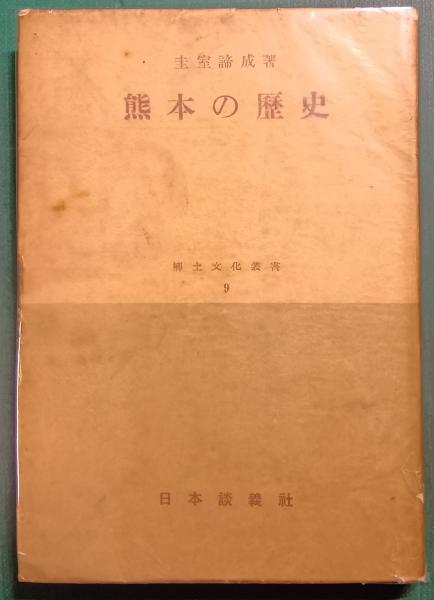 圭室諦成著
熊本の歴史
郷土文化叢書
9
日本談義社